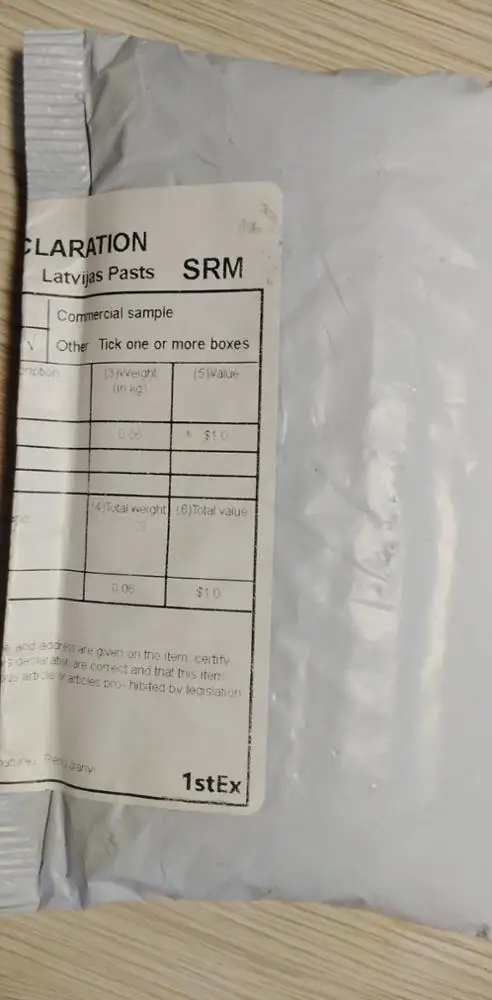 CLARATION
Latvijas Pasts SRM
Commercial sample
Other Tick one or more boxes
(3)Weight (in kg)
(5)Value
0.06 $1.0
(4)Total weight (6)Total value
0.06 $1.0
and address are given on the item, certify
declaration are correct and that this item
article or articles pro-hibited by legislation
1stEx